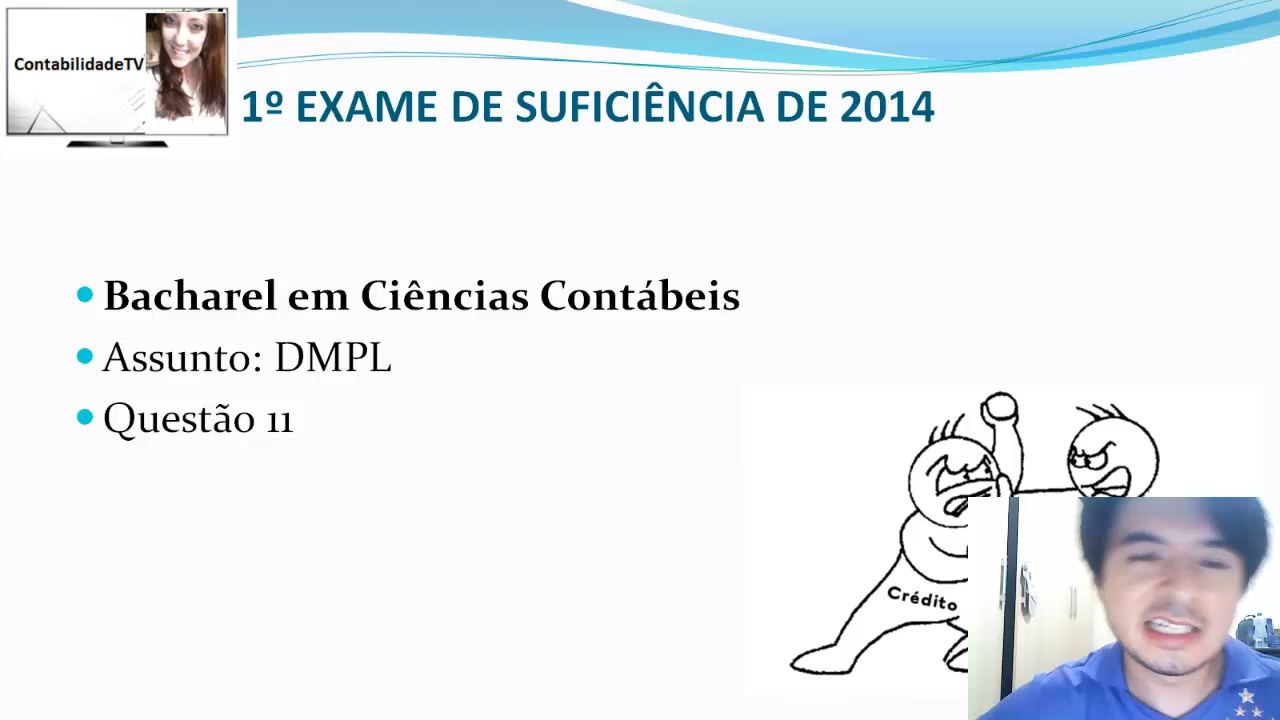 ContabilidadeTV
1º EXAME DE SUFICIÊNCIA DE 2014
Bacharel em Ciências Contábeis
Assunto: DMPL
Questão 11
Crédito